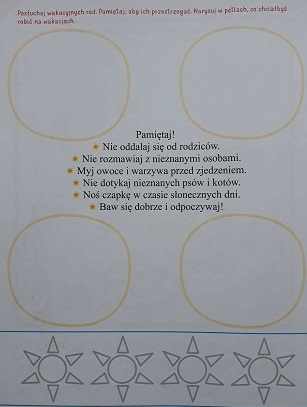 Posłuchaj wakacyjnych rad. Pamiętaj, aby ich przestrzegać. Narysuj w pętlach, co chciałbyś
robić na wakacjach.
Pamiętaj!
Nie oddalaj się od rodziców.
Nie rozmawiaj z nieznanymi osobami.
Myj owoce i warzywa przed zjedzeniem.
Nie dotykaj nieznanych psów i kotów.
Noś czapkę w czasie słonecznych dni.
Baw się dobrze i odpoczywaj!